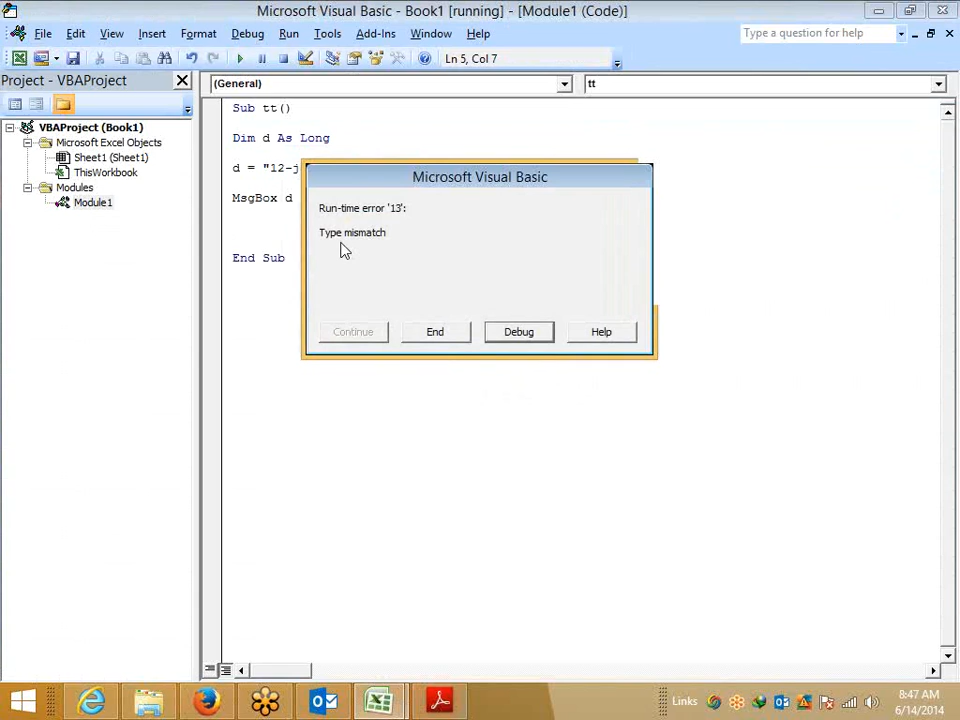 Microsoft Visual Basic - Book1 [running] - [Module1 (Code)]
File Edit View Insert Format Debug Run Tools Add-Ins Window Help
Type a question for help
Ln 5, Col 7
Project - VBAProject
(General)
tt
VBAProject (Book1)
Microsoft Excel Objects
Sheet1 (Sheet1)
ThisWorkbook
Modules
Module1
Sub tt()
Dim d As Long
d = "12-j
MsgBox d
End Sub
Microsoft Visual Basic
Run-time error '13':
Type mismatch
Continue
End
Debug
Help
Links
8:47 AM
6/14/2014